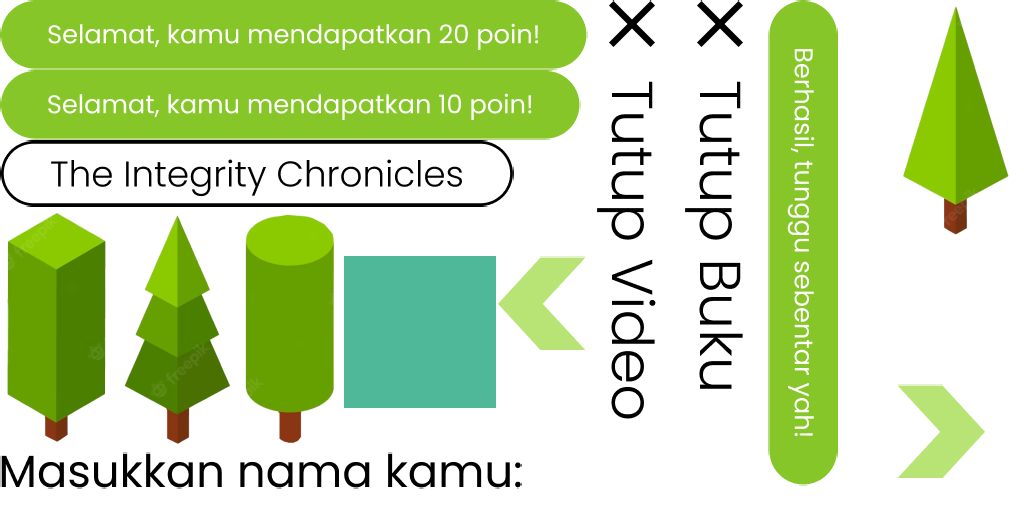 Selamat, kamu mendapatkan 20 poin!
Selamat, kamu mendapatkan 10 poin!
The Integrity Chronicles
× Tutup Video
× Tutup Buku
Berhasil, tunggu sebentar yah!
freepik
Masukkan nama kamu: